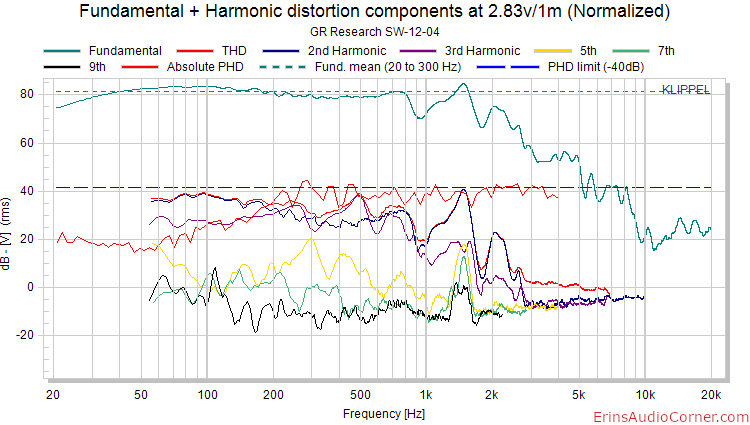 Fundamental + Harmonic distortion components at 2.83v/1m (Normalized)
GR Research SW-12-04
Fundamental THD 2nd Harmonic 3rd Harmonic 5th 7th
9th Absolute PHD Fund. mean (20 to 300 Hz) PHD limit (-40dB)
KLIPPEL
80
60
40
20
0
-20
dB - [V] (rms)
20 50 100 200 500 1k 2k 5k 10k 20k
Frequency [Hz]
ErinsAudioCorner.com